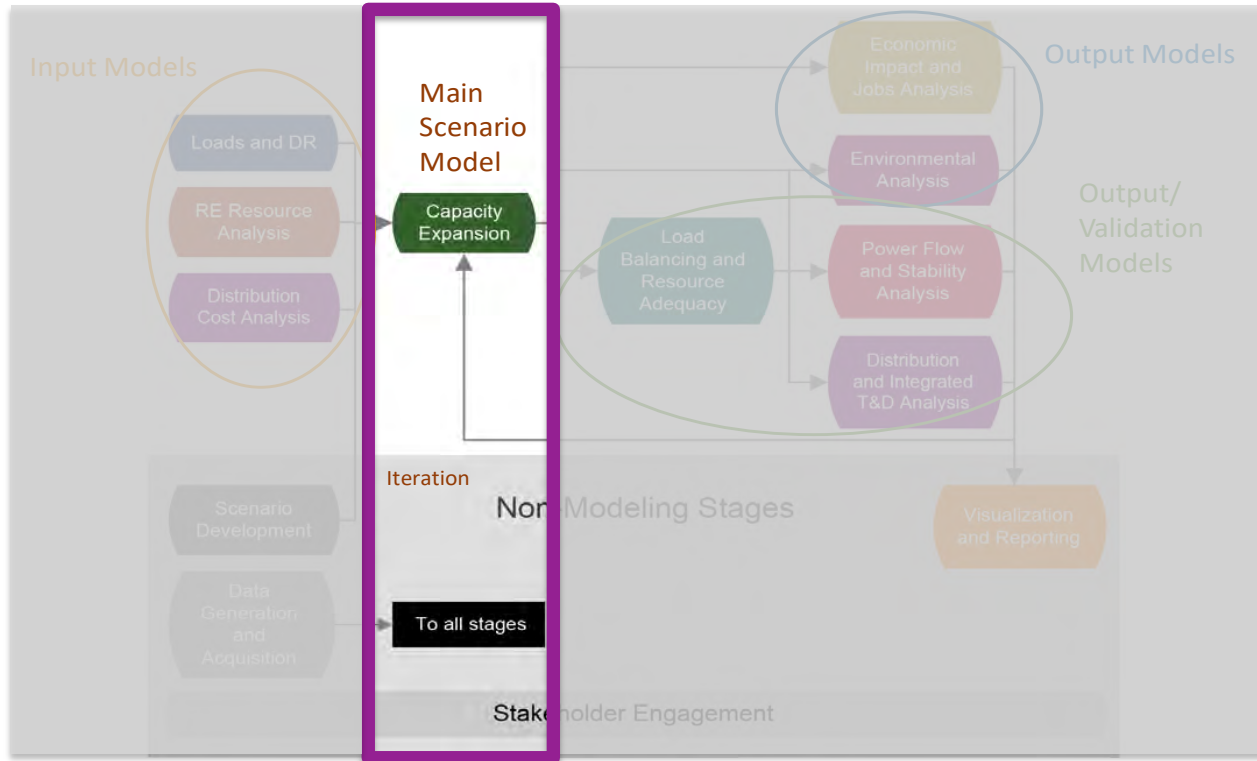 Input Models
Loads and DR
RE Resource
Analysis
Distribution
Cost Analysis
Main
Scenario
Model
Capacity
Expansion
Economic
Impact and
Jobs Analysis
Output Models
Environmental
Analysis
Output/
Validation
Models
Load
Balancing and
Resource
Adequacy
Power Flow
and Stability
Analysis
Distribution
and Integrated
T&D Analysis
Iteration
Non-Modeling Stages
Scenario
Development
Visualization
and Reporting
Data
Generation
and
Acquisition
To all stages
Stakeholder Engagement